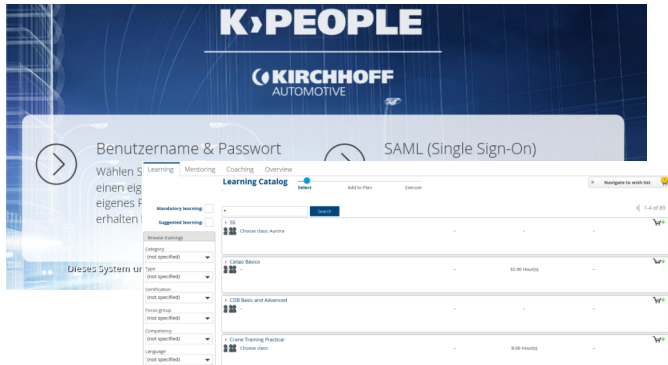 K›PEOPLE
KIRCHHOFF
AUTOMOTIVE
Benutzername & Passwort
SAML (Single Sign-On)
Wählen S
einen eig
eigenes P
erhalten
Dieses System un
Learning Mentoring Coaching Overview
Learning Catalog
Select Add to Plan Execute
Navigate to wish list
Mandatory learning:
Suggested learning:
Search
1-4 of 89
Browse trainings
Category
(not specified)
Type
(not specified)
Certification
(not specified)
Focus group
(not specified)
Competency
(not specified)
Language
(not specified)
5S
Choose class: Aurora - - -
Caligo Básico
- - 32.00 Hour(s) -
CDB Basic and Advanced
- - - -
Crane Training Practical
Choose class: - 8.00 Hour(s) -